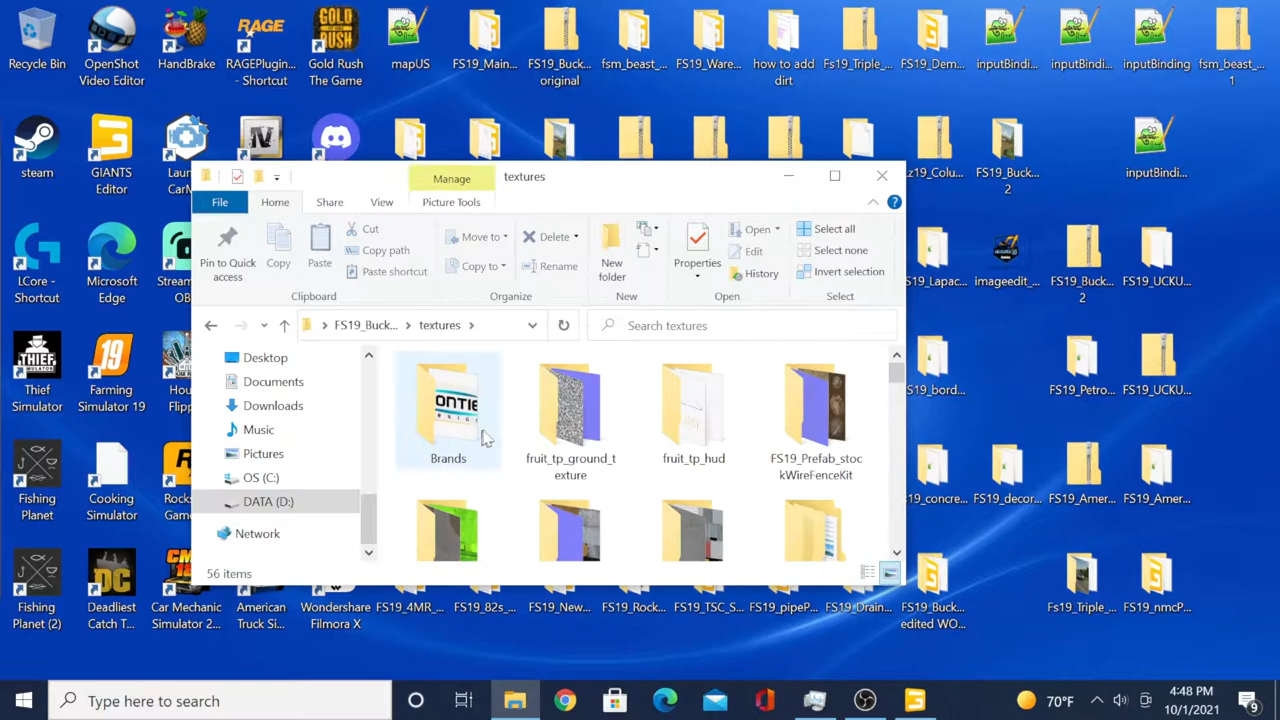 RAGE
GOLD RUSH
Recycle Bin
OpenShot Video Editor
HandBrake
RAGEPlugin... - Shortcut
Gold Rush The Game
mapUS
FS19_Main...
FS19_Buck... original
fsm_beast_...
FS19_Ware...
how to add dirt
Fs19_Triple_...
FS19_Dem...
inputBindi...
inputBindi...
inputBinding
fsm_beast_... 1
steam
GIANTS Editor
Discord
FS19_Buck... 2
inputBindi...
Manage
textures
File
Home
Share
View
Picture Tools
Pin to Quick access
Copy
Paste
Cut
Copy path
Paste shortcut
Clipboard
Move to
Copy to
Delete
Rename
Organize
New folder
New
Properties
Open
Edit
History
Open
Select all
Select none
Invert selection
Select
FS19_Buck...
textures
Search textures
Desktop
Documents
Downloads
Music
Pictures
OS (C:)
DATA (D:)
Network
ONTIE
Brands
fruit_tp_ground_texture
fruit_tp_hud
FS19_Prefab_stockWireFenceKit
56 items
LCore - Shortcut
Microsoft Edge
FS19_Lapac...
imageedit_...
FS19_Buck... 2
FS19_UCKU...
THIEF
19
Thief Simulator
Farming Simulator 19
FS19_bord...
FS19_Petro...
FS19_UCKU...
Fishing Planet
Cooking Simulator
FS19_decor...
FS19_Amer...
FS19_Amer...
DC
Fishing Planet (2)
Deadliest Catch T...
Car Mechanic Simulator 2...
American Truck Si...
Wondershare Filmora X
FS19_4MR_...
FS19_82s_...
FS19_New...
FS19_Rock...
FS19_TSC_S...
FS19_pipeP...
FS19_Drain...
FS19_Buck... edited WO...
Fs19_Triple_...
FS19_nmcP...
Type here to search
70°F
4:48 PM
10/1/2021
9